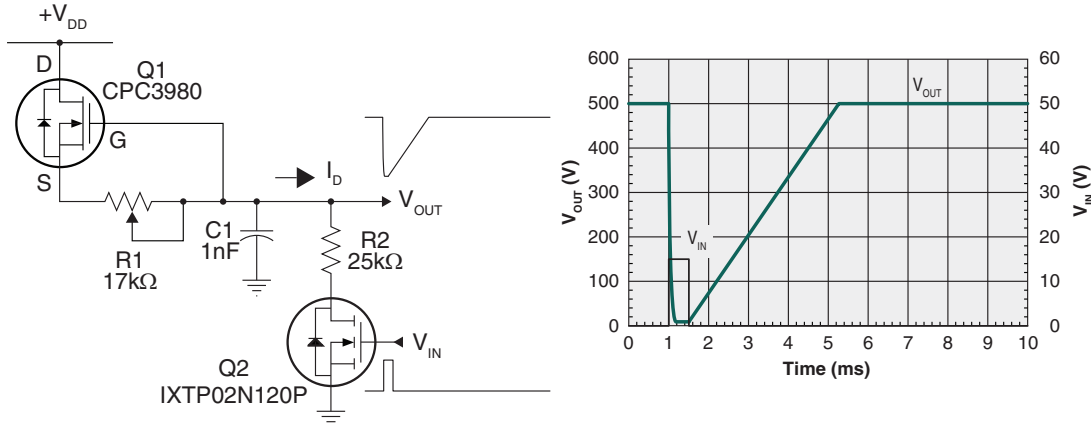 +VDD
D
Q1
CPC3980
G
S
ID
VOUT
C1
1nF
R1
17kΩ
R2
25kΩ
VIN
Q2
IXTP02N120P
VOUT (V)
600
500
400
300
200
100
0
VOUT
VIN
60
50
40
30
20
10
0
VIN (V)
0 1 2 3 4 5 6 7 8 9 10
Time (ms)